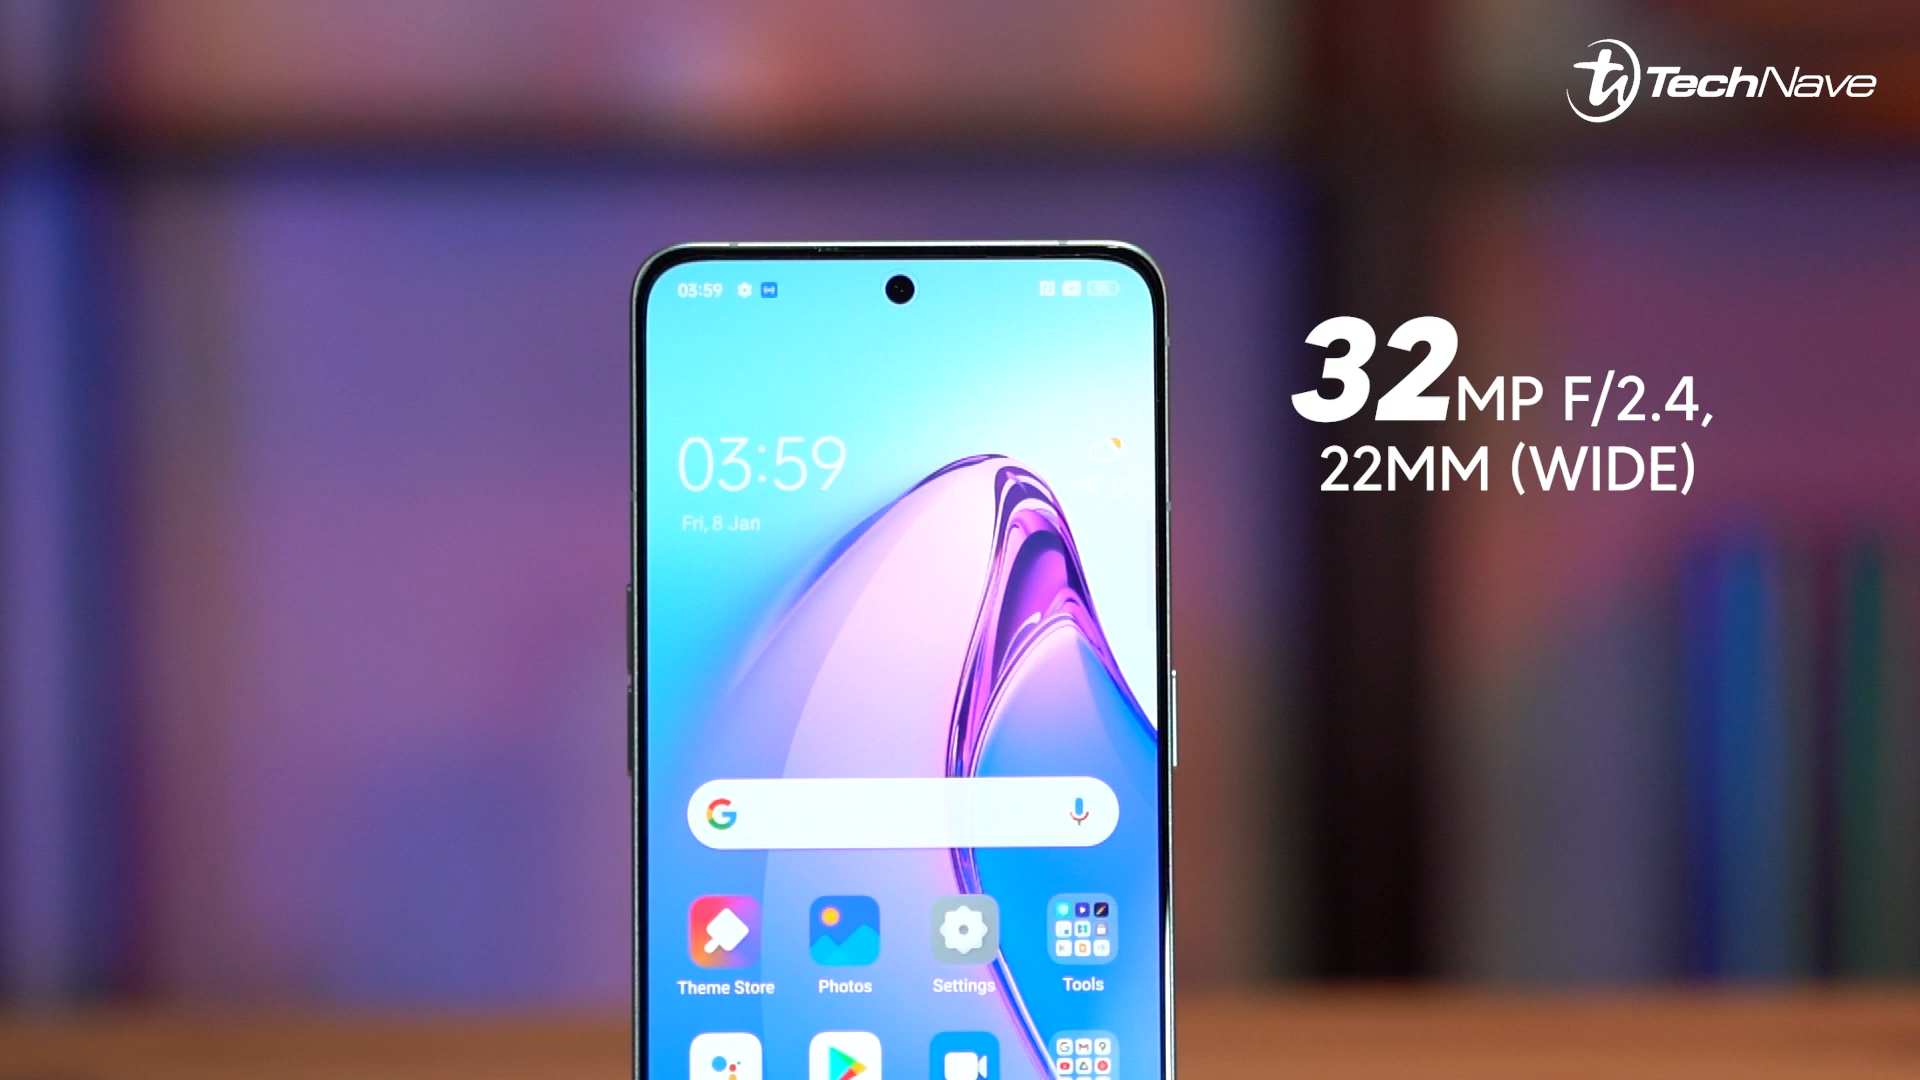 TechNave
03:59
32MP F/2.4,
22MM (WIDE)
03:59
Fri, 8 Jan
Theme Store
Photos
Settings
Tools